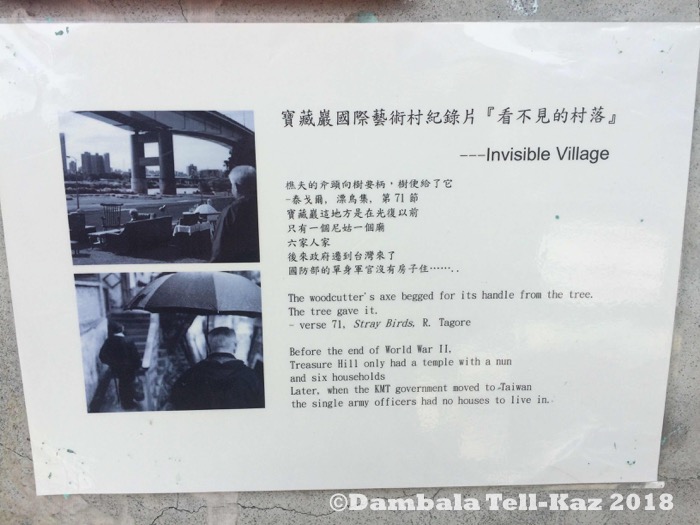 寶藏巖國際藝術村紀錄片『看不見的村落』
---Invisible Village
樵夫的斧頭向樹要柄，樹便給了它
-泰戈爾, 漂鳥集, 第 71 節
寶藏巖這地方是在光復以前
只有一個尼姑一個廟
六家人家
後來政府遷到台灣來了
國防部的單身軍官沒有房子住……..
The woodcutter's axe begged for its handle from the tree.
The tree gave it.
- verse 71, Stray Birds, R. Tagore
Before the end of World War II,
Treasure Hill only had a temple with a nun
and six households
Later, when the KMT government moved to Taiwan
the single army officers had no houses to live in.
©Dambala Tell-Kaz 2018